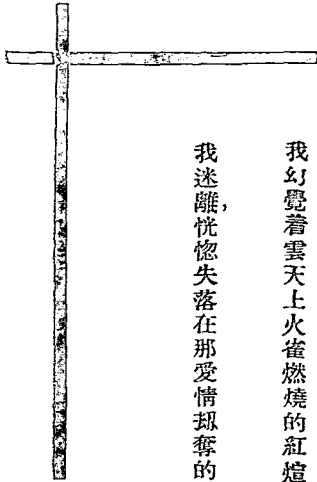 我幻覺着雲天上火雀燃燒的紅煊
我迷離，恍惚失落在那愛情刼奪的